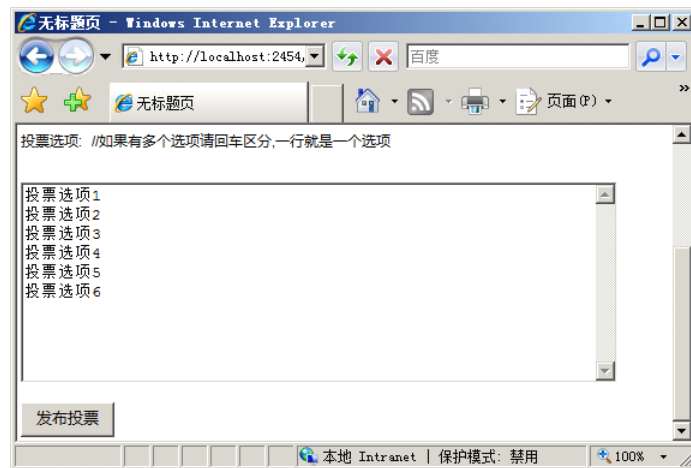 无标题页 - Windows Internet Explorer
http://localhost:2454,
百度
无标题页
页面(P)
»
投票选项: //如果有多个选项请回车区分,一行就是一个选项
投票选项1
投票选项2
投票选项3
投票选项4
投票选项5
投票选项6
发布投票
本地 Intranet | 保护模式: 禁用
100%